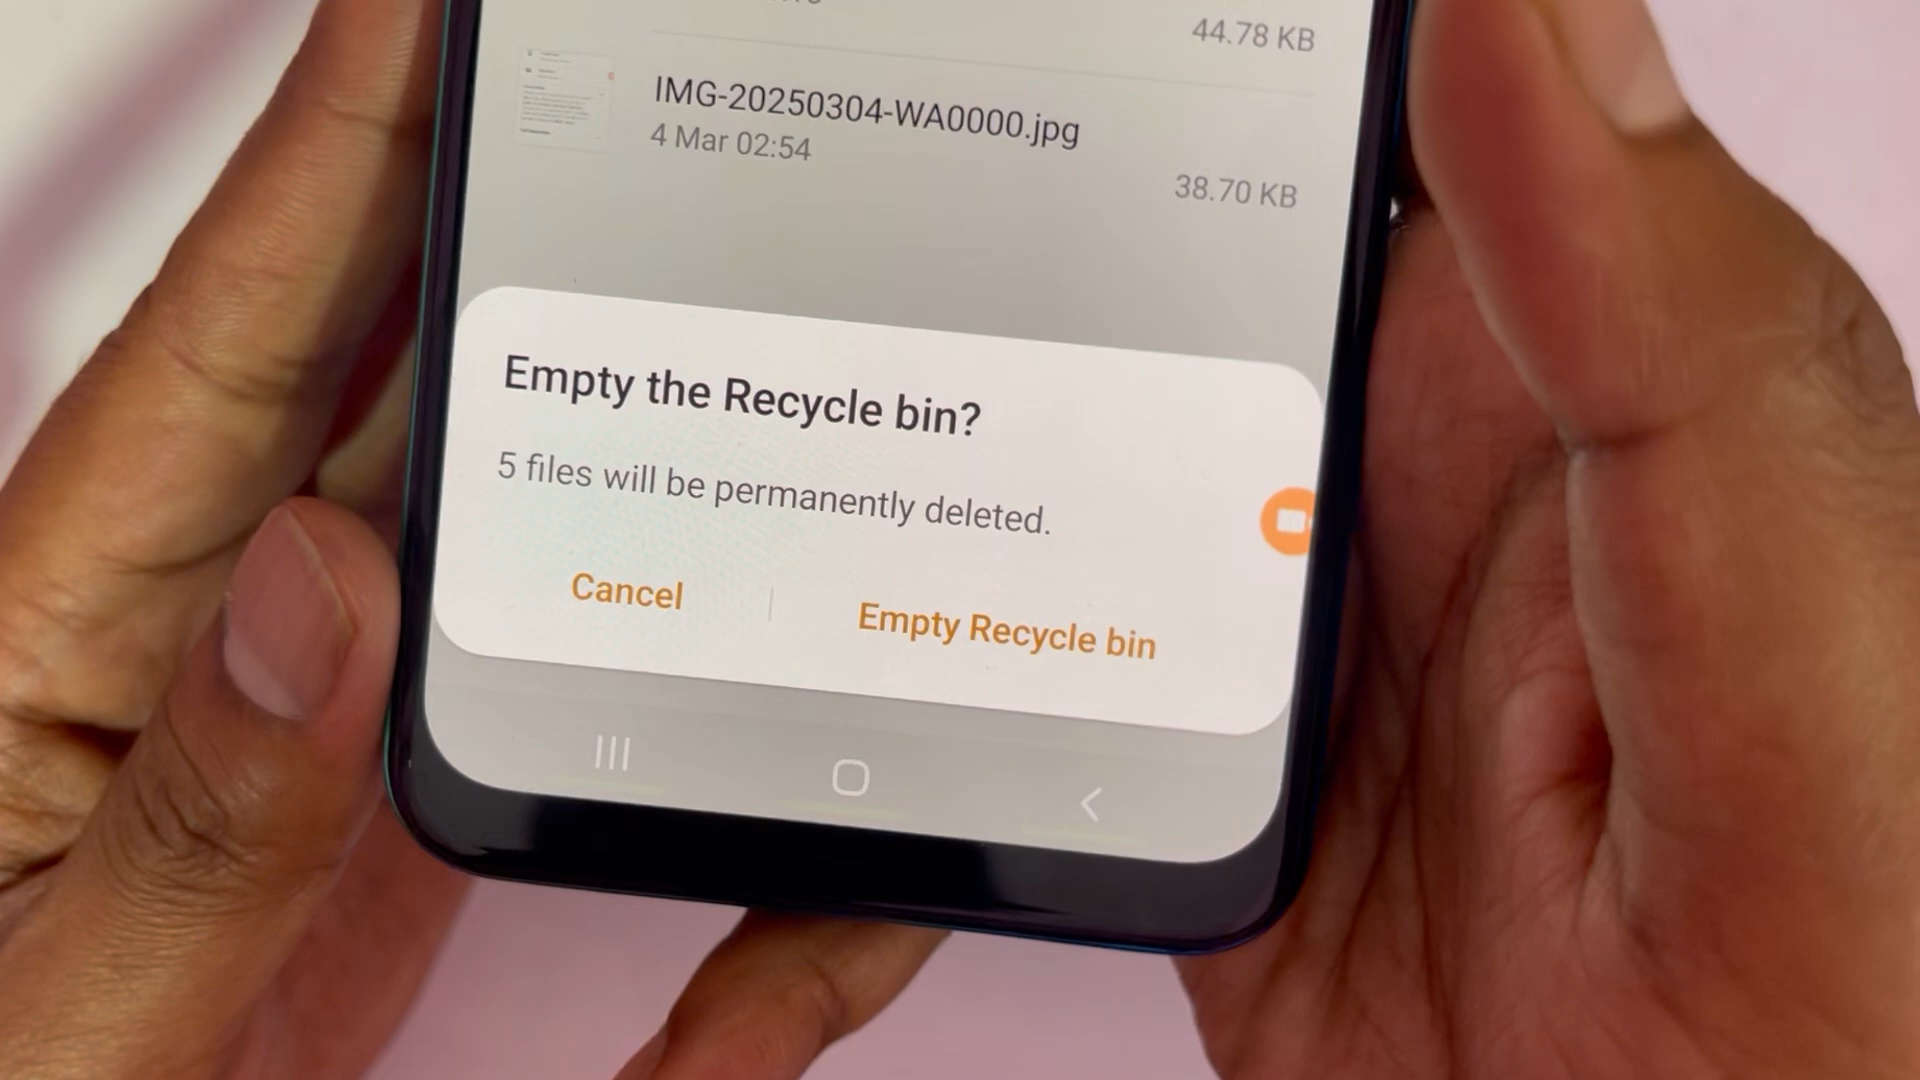 44.78 KB
IMG-20250304-WA0000.jpg
4 Mar 02:54
38.70 KB
Empty the Recycle bin?
5 files will be permanently deleted.
Cancel
Empty Recycle bin